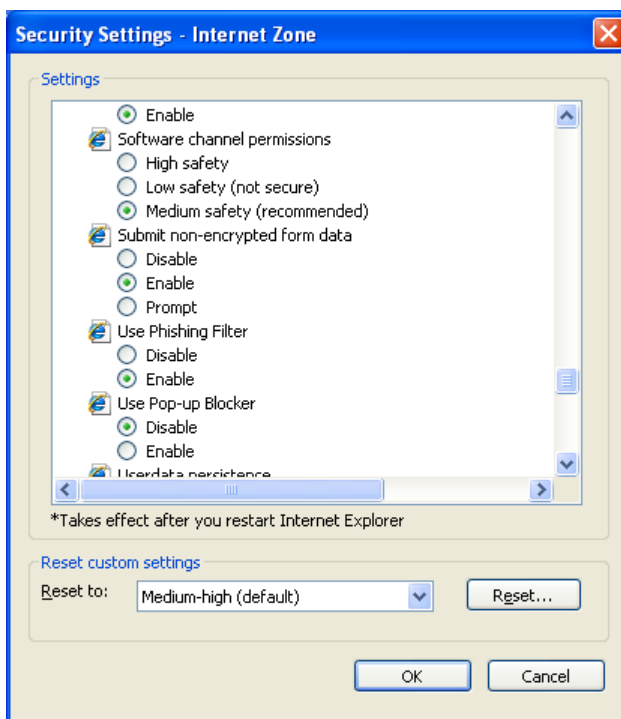 Security Settings - Internet Zone
Settings
Enable
Software channel permissions
High safety
Low safety (not secure)
Medium safety (recommended)
Submit non-encrypted form data
Disable
Enable
Prompt
Use Phishing Filter
Disable
Enable
Use Pop-up Blocker
Disable
Enable
Userdata persistence
*Takes effect after you restart Internet Explorer
Reset custom settings
Reset to: Medium-high (default) Reset...
OK Cancel